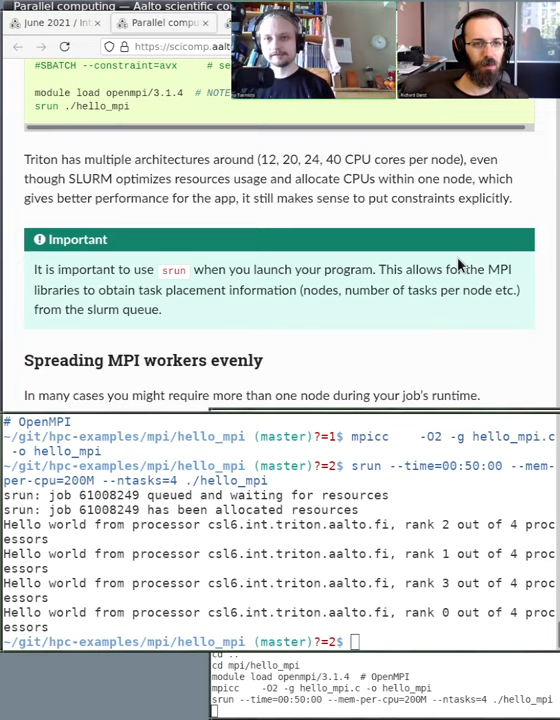 Parallel computing — Aalto scientific co
June 2021 / Int
Parallel compu
https://scicomp.aalt
#SBATCH --constraint=avx # se
module load openmpi/3.1.4 # NOTE
srun ./hello_mpi
Richard Darst
Triton has multiple architectures around (12, 20, 24, 40 CPU cores per node), even
though SLURM optimizes resources usage and allocate CPUs within one node, which
gives better performance for the app, it still makes sense to put constraints explicitly.
Important
It is important to use srun when you launch your program. This allows for the MPI
libraries to obtain task placement information (nodes, number of tasks per node etc.)
from the slurm queue.
Spreading MPI workers evenly
In many cases you might require more than one node during your job's runtime.
# OpenMPI
~/git/hpc-examples/mpi/hello_mpi (master)?=1$ mpicc -O2 -g hello_mpi.c
-o hello_mpi
~/git/hpc-examples/mpi/hello_mpi (master)?=2$ srun --time=00:50:00 --mem-
per-cpu=200M --ntasks=4 ./hello_mpi
srun: job 61008249 queued and waiting for resources
srun: job 61008249 has been allocated resources
Hello world from processor csl6.int.triton.aalto.fi, rank 2 out of 4 proc
essors
Hello world from processor csl6.int.triton.aalto.fi, rank 1 out of 4 proc
essors
Hello world from processor csl6.int.triton.aalto.fi, rank 3 out of 4 proc
essors
Hello world from processor csl6.int.triton.aalto.fi, rank 0 out of 4 proc
essors
~/git/hpc-examples/mpi/hello_mpi (master)?=2$
cd ..
cd mpi/hello_mpi
module load openmpi/3.1.4 # OpenMPI
mpicc -O2 -g hello_mpi.c -o hello_mpi
srun --time=00:50:00 --mem-per-cpu=200M --ntasks=4 ./hello_mpi